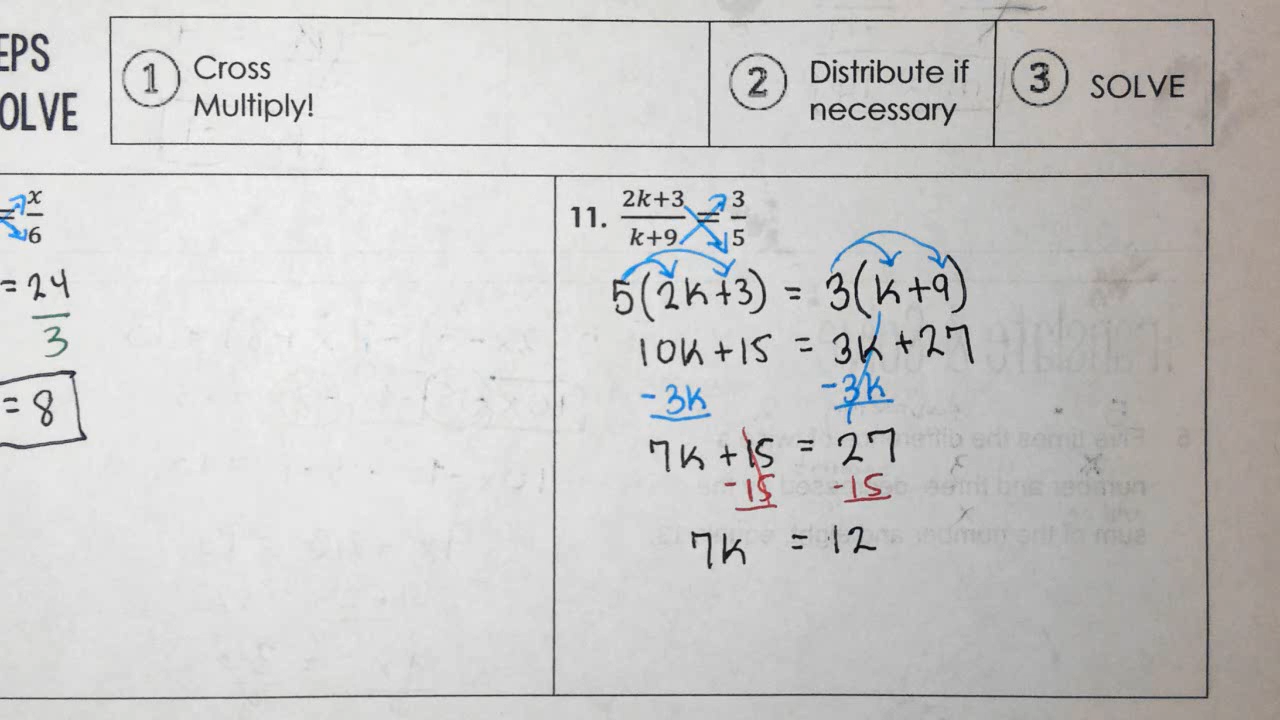 EPS
OLVE
1 Cross
Multiply!
2 Distribute if
necessary
3 SOLVE
= x/6
= 24
3
= 8
11. 2k+3/k+9 = 3/5
5(2k+3) = 3(k+9)
10k+15 = 3k+27
-3k -3k
7k+15 = 27
-15 -15
7k = 12